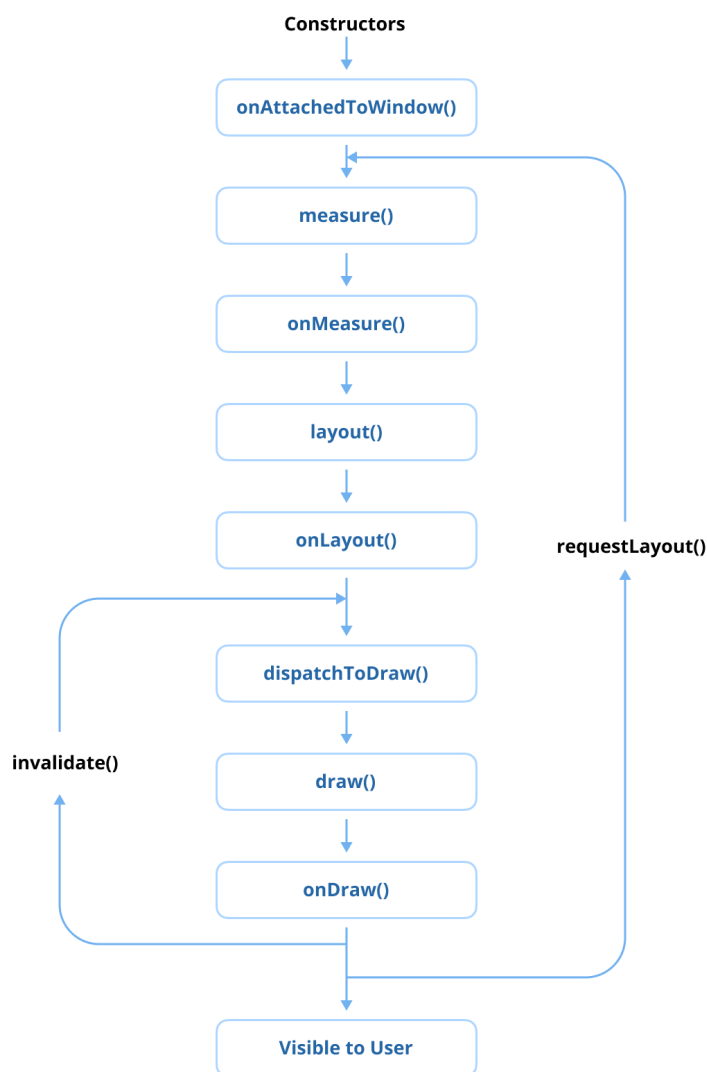 Constructors
onAttachedToWindow()
measure()
onMeasure()
layout()
onLayout()
requestLayout()
dispatchToDraw()
invalidate()
draw()
onDraw()
Visible to User